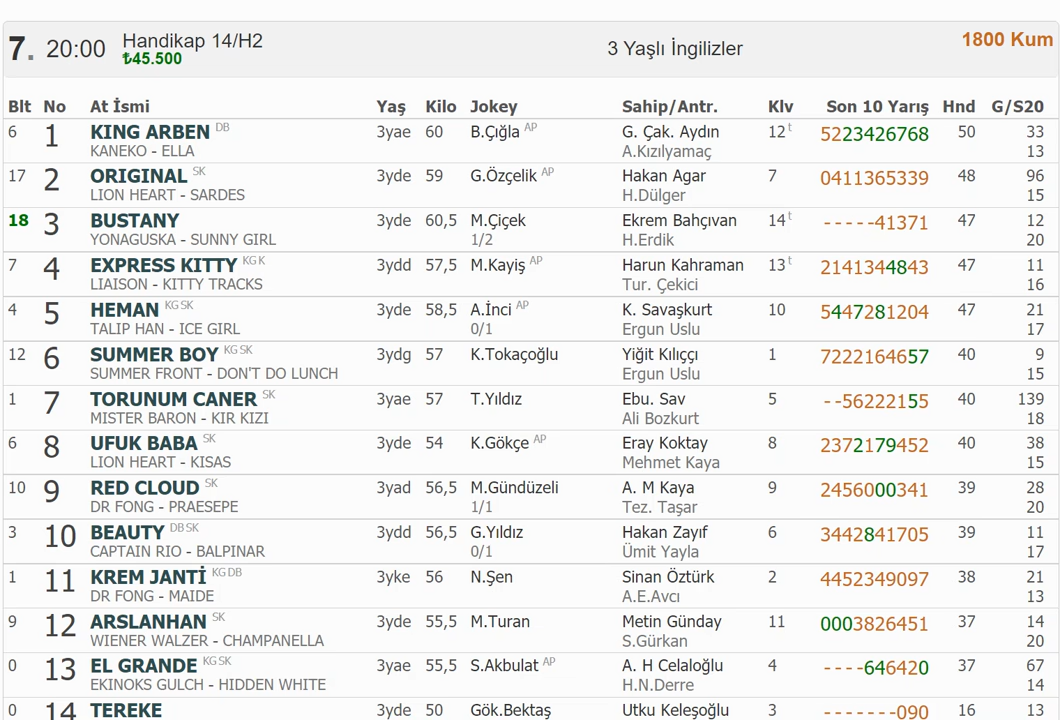 7. 20:00 Handikap 14/H2 3 Yaşlı İngilizler 1800 Kum
₺45.500
Blt No At İsmi Yaş Kilo Jokey Sahip/Antr. Klv Son 10 Yarış Hnd G/S20
6 1 KING ARBEN DB 3yae 60 B.Çığla AP G. Çak. Aydın 12 t 5223426768 50 33
KANEKO - ELLA A.Kızılyamaç 13
17 2 ORIGINAL SK 3yde 59 G.Özçelik AP Hakan Agar 7 0411365339 48 96
LION HEART - SARDES H.Dülger 15
18 3 BUSTANY 3yde 60,5 M.Çiçek Ekrem Bahçıvan 14 t -----41371 47 12
YONAGUSKA - SUNNY GIRL 1/2 H.Erdik 20
7 4 EXPRESS KITTY KG K 3ydd 57,5 M.Kayiş AP Harun Kahraman 13 t 2141344843 47 11
LIAISON - KITTY TRACKS Tur. Çekici 16
4 5 HEMAN KG SK 3yde 58,5 A.İnci AP K. Savaşkurt 10 5447281204 47 21
TALIP HAN - ICE GIRL 0/1 Ergun Uslu 17
12 6 SUMMER BOY KG SK 3ydg 57 K.Tokaçoğlu Yiğit Kılıççı 1 7222164657 40 9
SUMMER FRONT - DON'T DO LUNCH Ergun Uslu 15
1 7 TORUNUM CANER SK 3yae 57 T.Yıldız Ebu. Sav 5 --56222155 40 139
MISTER BARON - KIR KIZI Ali Bozkurt 18
6 8 UFUK BABA SK 3yde 54 K.Gökçe AP Eray Koktay 8 2372179452 40 38
LION HEART - KISAS Mehmet Kaya 15
10 9 RED CLOUD SK 3yad 56,5 M.Gündüzeli A. M Kaya 9 2456000341 39 28
DR FONG - PRAESEPE 1/1 Tez. Taşar 20
3 10 BEAUTY DB SK 3ydd 56,5 G.Yıldız Hakan Zayıf 6 3442841705 39 11
CAPTAIN RIO - BALPINAR 0/1 Ümit Yayla 17
1 11 KREM JANTİ KG DB 3yke 56 N.Şen Sinan Öztürk 2 4452349097 38 21
DR FONG - MAIDE A.E.Avcı 13
9 12 ARSLANHAN SK 3yde 55,5 M.Turan Metin Günday 11 0003826451 37 14
WIENER WALZER - CHAMPANELLA S.Gürkan 20
0 13 EL GRANDE KG SK 3yae 55,5 S.Akbulat AP A. H Celaloğlu 4 ----646420 37 67
EKINOKS GULCH - HIDDEN WHITE H.N.Derre 14
0 14 TEREKE 3yde 50 Gök.Bektaş Utku Keleşoğlu 3 -------090 16 13